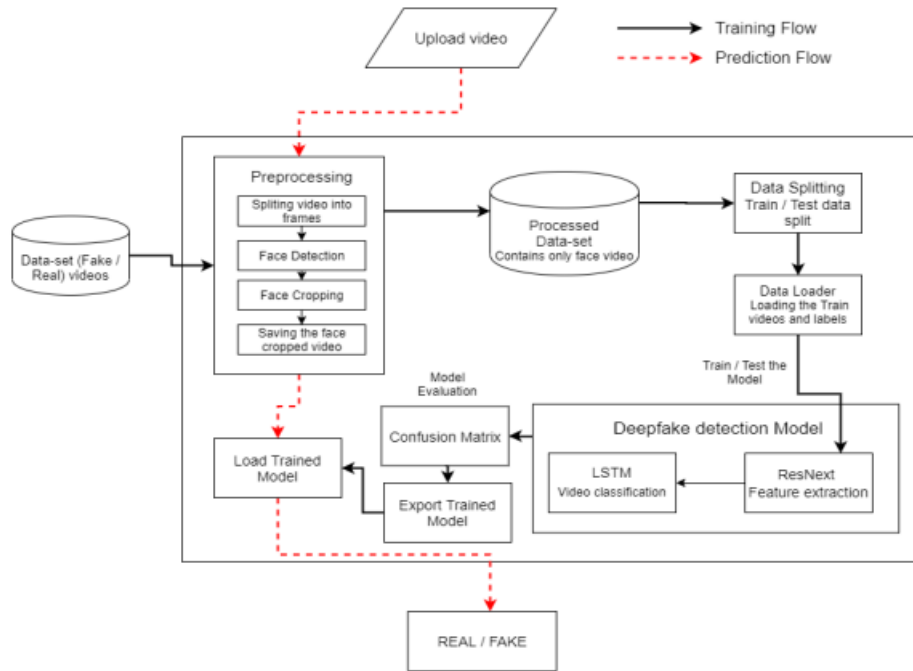 Upload video
Training Flow
Prediction Flow
Preprocessing
Spliting video into
frames
Face Detection
Face Cropping
Saving the face
cropped video
Data-set (Fake /
Real) videos
Processed
Data-set
Contains only face video
Data Splitting
Train / Test data
split
Data Loader
Loading the Train
videos and labels
Train / Test the
Model
Model
Evaluation
Confusion Matrix
Export Trained
Model
Load Trained
Model
Deepfake detection Model
LSTM
Video classification
ResNext
Feature extraction
REAL / FAKE